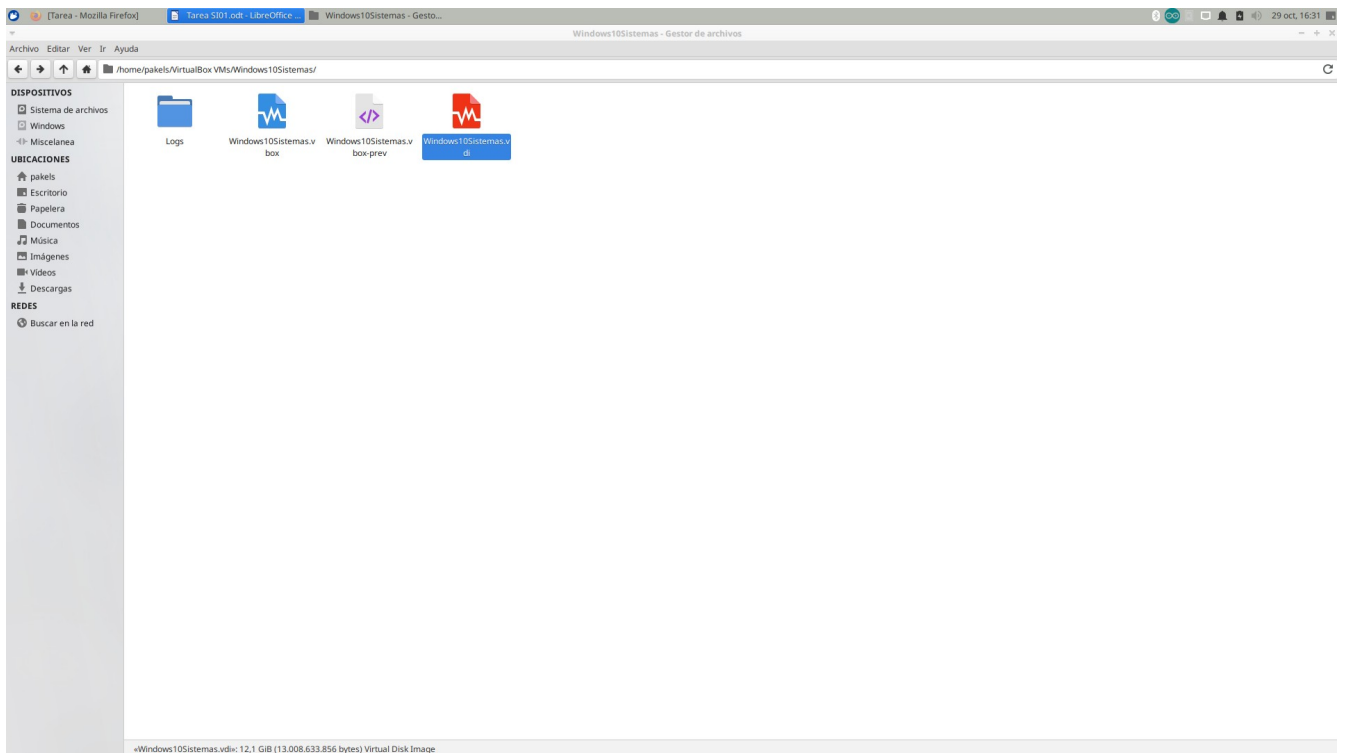 [Tarea - Mozilla Firefox] Tarea SI01.odt - LibreOffice ... Windows10Sistemas - Gesto... 29 oct, 16:31
Windows10Sistemas - Gestor de archivos
Archivo Editar Ver Ir Ayuda
/home/pakels/VirtualBox VMs/Windows10Sistemas/
DISPOSITIVOS
Sistema de archivos
Windows
Miscelanea
UBICACIONES
pakels
Escritorio
Papelera
Documentos
Música
Imágenes
Vídeos
Descargas
REDES
Buscar en la red
Logs
Windows10Sistemas.v
box
Windows10Sistemas.v
box-prev
Windows10Sistemas.v
di
«Windows10Sistemas.vdi»: 12,1 GiB (13.008.633.856 bytes) Virtual Disk Image